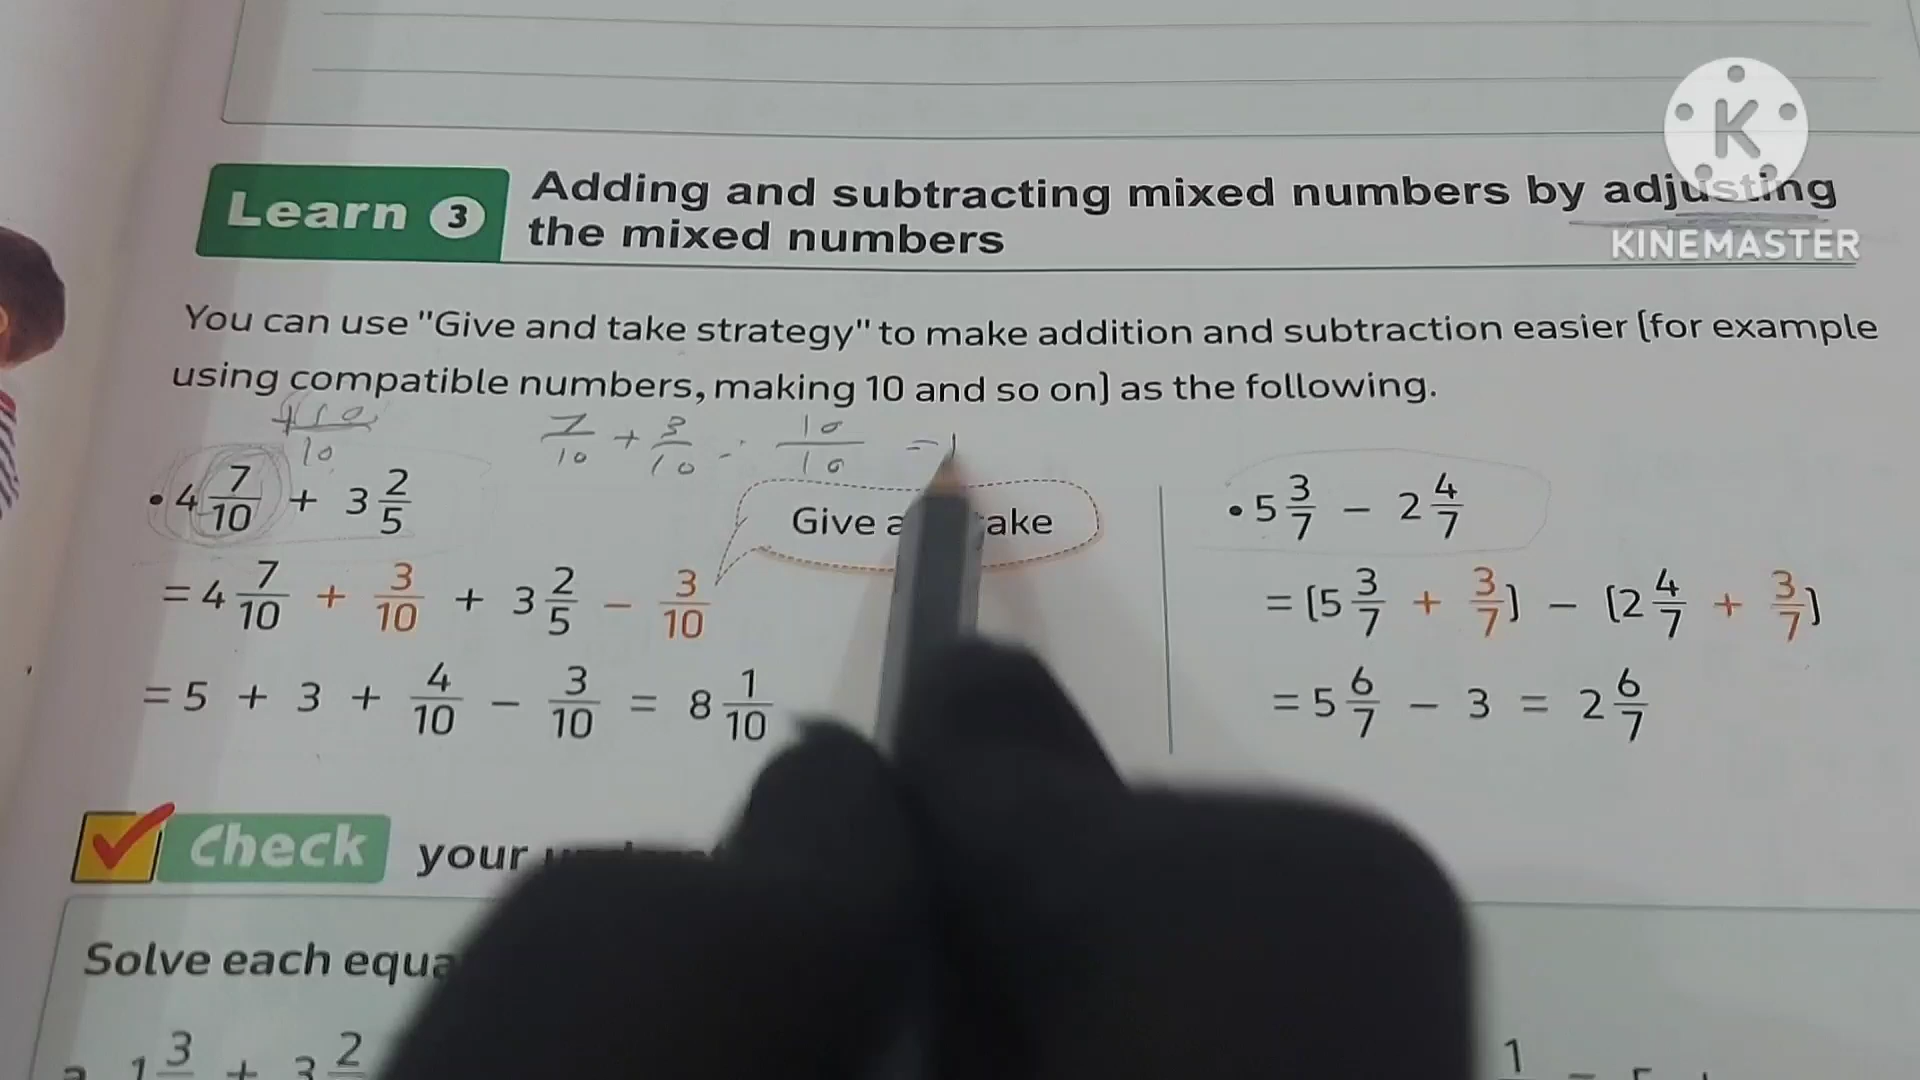 K
KINEMASTER
Learn 3
Adding and subtracting mixed numbers by adjusting
the mixed numbers
You can use "Give and take strategy" to make addition and subtraction easier (for example
using compatible numbers, making 10 and so on) as the following.
10/10
7/10 + 3/10 = 10/10 = 1
• 4 7/10 + 3 2/5
Give a ake
= 4 7/10 + 3/10 + 3 2/5 − 3/10
= 5 + 3 + 4/10 − 3/10 = 8 1/10
• 5 3/7 − 2 4/7
= (5 3/7 + 3/7) − (2 4/7 + 3/7)
= 5 6/7 − 3 = 2 6/7
Check your
Solve each equa